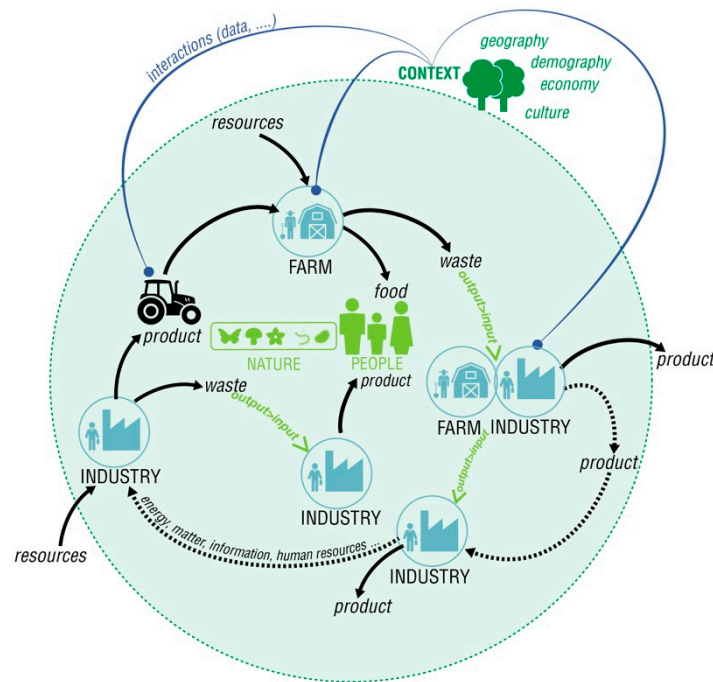 interactions (data, ....)
CONTEXT
geography
demography
economy
culture
resources
FARM
waste
food
output>input
product
NATURE
PEOPLE
product
waste
output>input
INDUSTRY
resources
INDUSTRY
FARM INDUSTRY
product
product
output>input
energy, matter, information, human resources ...
INDUSTRY
product